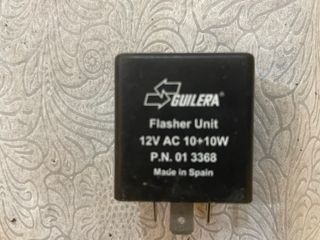 GUILERA
Flasher Unit
12V AC 10+10W
P.N. 01 3368
Made in Spain